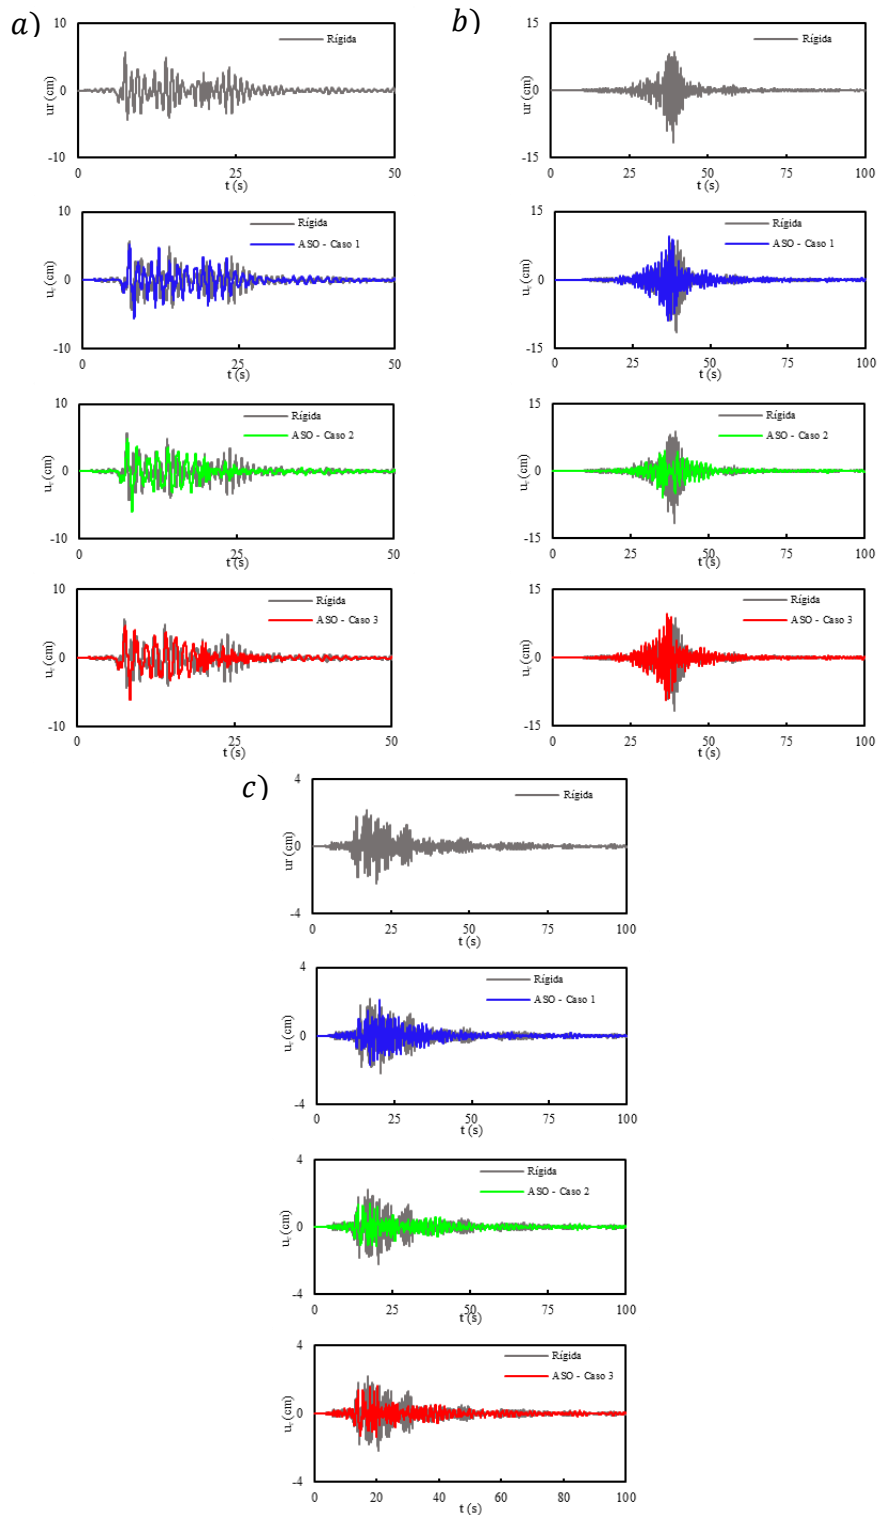 a)
10
0
-10
ur (cm)
Rígida
0
25
50
t (s)
10
0
-10
uᵣ (cm)
Rígida
ASO - Caso 1
0
25
50
t (s)
10
0
-10
uᵣ (cm)
Rígida
ASO - Caso 2
0
25
50
t (s)
10
0
-10
uᵣ (cm)
Rígida
ASO - Caso 3
0
25
50
t (s)
b)
15
0
-15
ur (cm)
Rígida
0
25
50
75
100
t (s)
15
0
-15
uᵣ (cm)
Rígida
ASO - Caso 1
0
25
50
75
100
t (s)
15
0
-15
uᵣ (cm)
Rígida
ASO - Caso 2
0
25
50
75
100
t (s)
15
0
-15
uᵣ (cm)
Rígida
ASO - Caso 3
0
25
50
75
100
t (s)
c)
4
0
-4
ur (cm)
Rígida
0
25
50
75
100
t (s)
4
0
-4
uᵣ (cm)
Rígida
ASO - Caso 1
0
25
50
75
100
t (s)
4
0
-4
uᵣ (cm)
Rígida
ASO - Caso 2
0
25
50
75
100
t (s)
4
0
-4
uᵣ (cm)
Rígida
ASO - Caso 3
0
20
40
60
80
100
t (s)